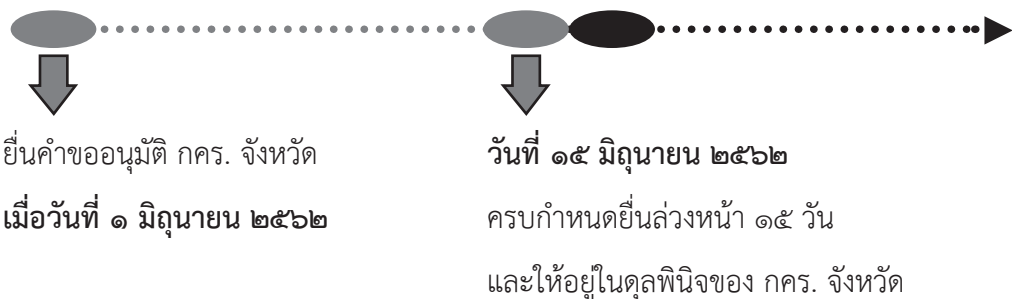 ยื่นคำขออนุมัติ กคร. จังหวัด
เมื่อวันที่ ๑ มิถุนายน ๒๕๖๒
วันที่ ๑๕ มิถุนายน ๒๕๖๒
ครบกำหนดยื่นล่วงหน้า ๑๕ วัน
และให้อยู่ในดุลพินิจของ กคร. จังหวัด